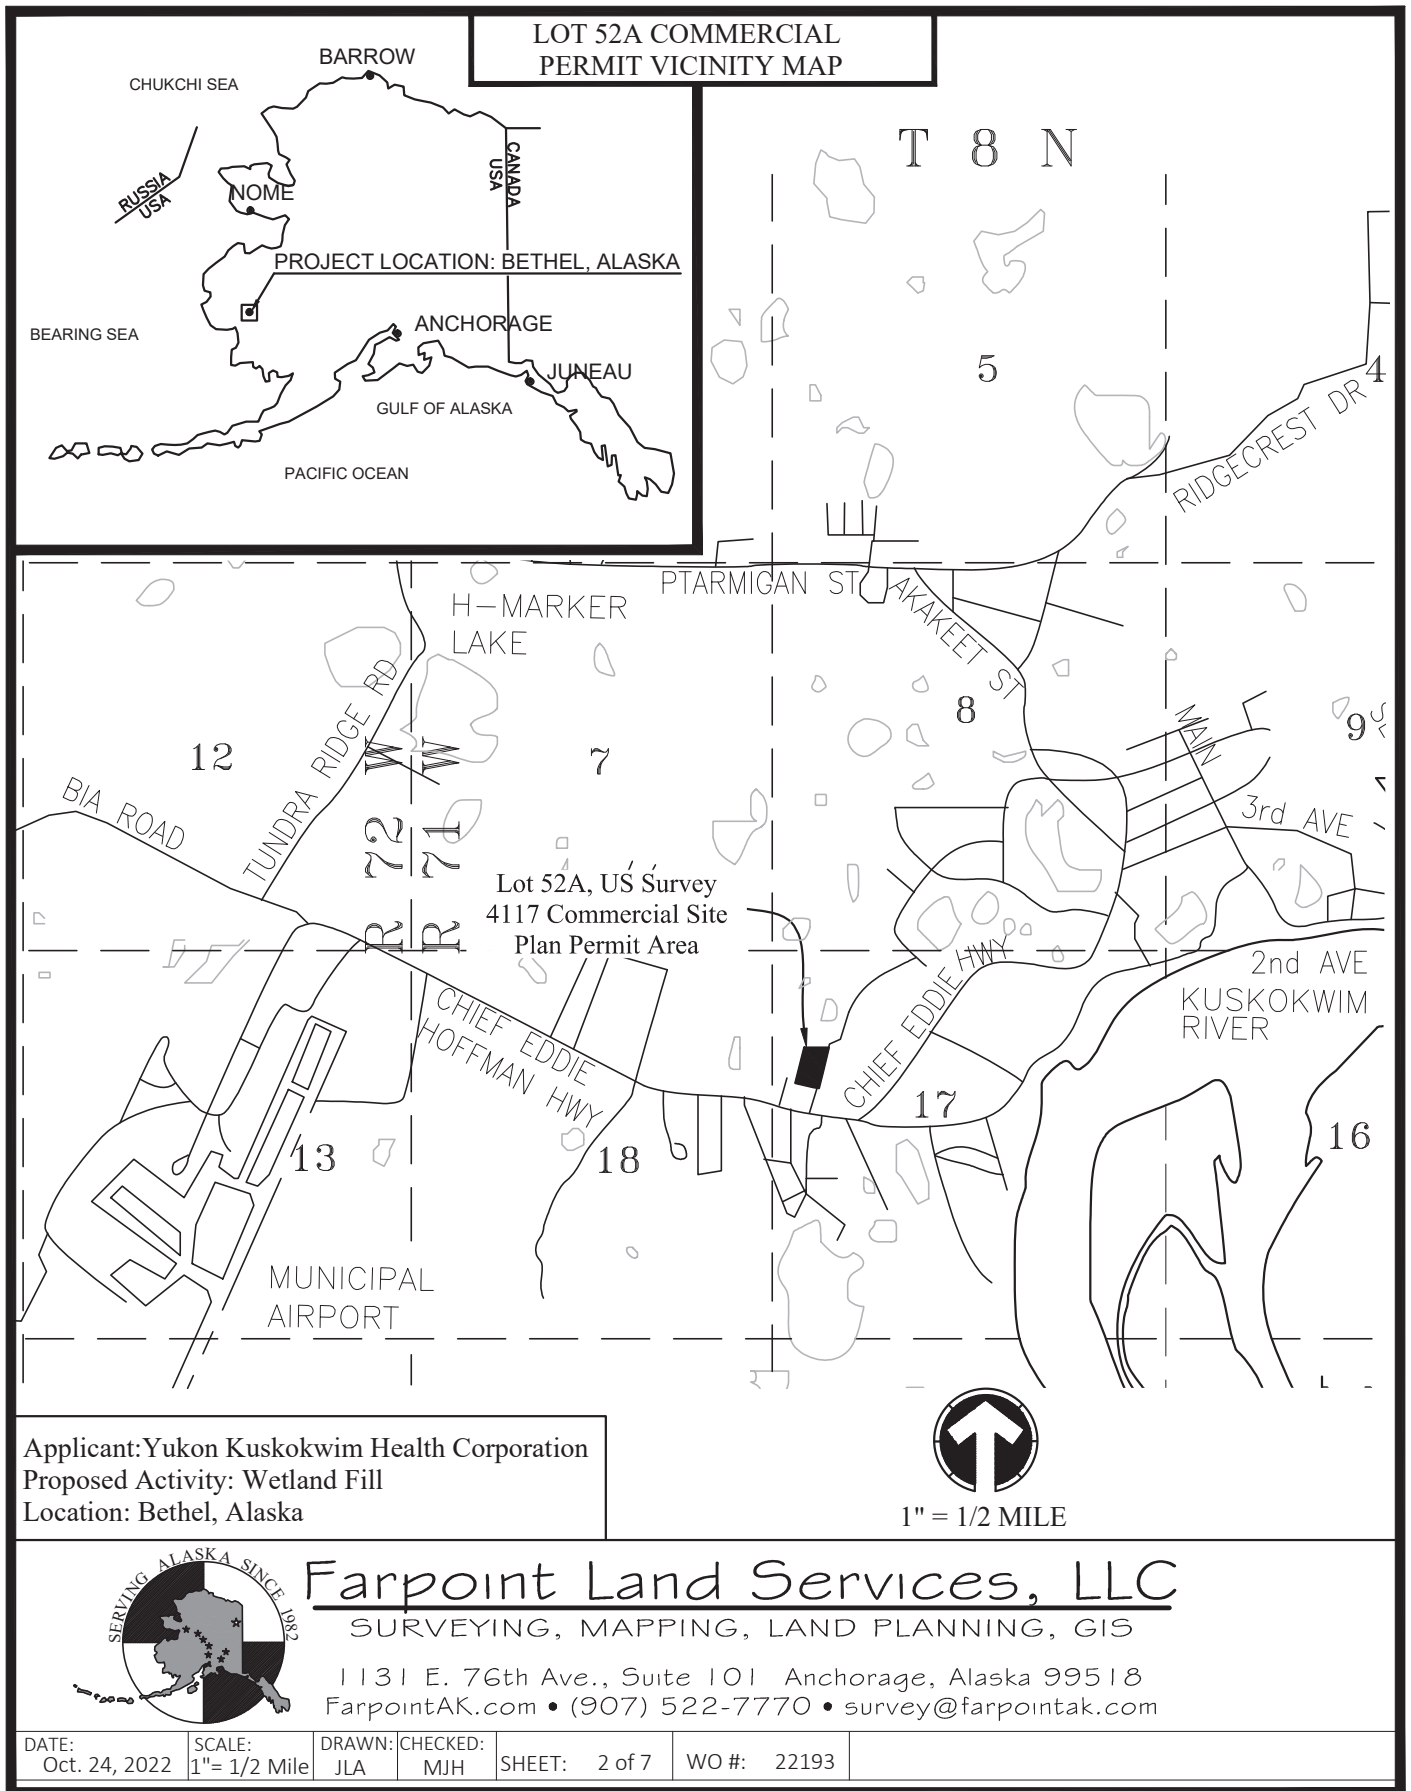 LOT 52A COMMERCIAL
PERMIT VICINITY MAP
BARROW
CHUKCHI SEA
CANADA
USA
RUSSIA
USA
NOME
PROJECT LOCATION: BETHEL, ALASKA
BEARING SEA
ANCHORAGE
JUNEAU
GULF OF ALASKA
PACIFIC OCEAN
T 8 N
5
4
RIDGECREST DR
PTARMIGAN ST
AKAKEET ST
H-MARKER
LAKE
TUNDRA RIDGE RD
12
R 72 W
R 71 W
7
8
MAIN
9
BIA ROAD
3rd AVE
Lot 52A, US Survey
4117 Commercial Site
Plan Permit Area
2nd AVE
KUSKOKWIM
RIVER
CHIEF EDDIE HWY
CHIEF EDDIE
HOFFMAN HWY
17
16
13
18
MUNICIPAL
AIRPORT
Applicant:Yukon Kuskokwim Health Corporation
Proposed Activity: Wetland Fill
Location: Bethel, Alaska
1" = 1/2 MILE
SERVING ALASKA SINCE 1982
Farpoint Land Services, LLC
SURVEYING, MAPPING, LAND PLANNING, GIS
1131 E. 76th Ave., Suite 101 Anchorage, Alaska 99518
FarpointAK.com • (907) 522-7770 • survey@farpointak.com
DATE:
Oct. 24, 2022
SCALE:
1"= 1/2 Mile
DRAWN:
JLA
CHECKED:
MJH
SHEET: 2 of 7
WO #: 22193